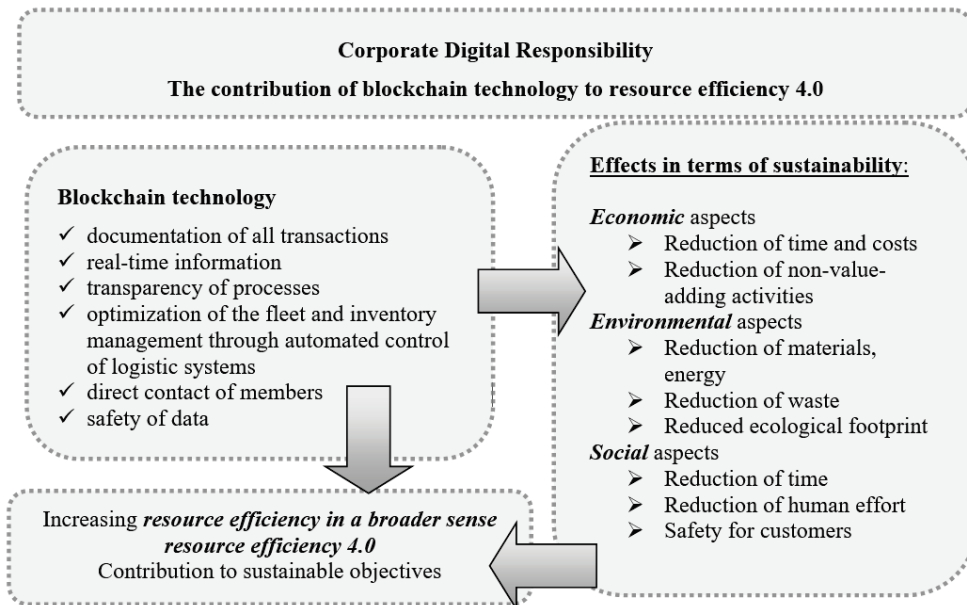 Corporate Digital Responsibility
The contribution of blockchain technology to resource efficiency 4.0
Blockchain technology
✓ documentation of all transactions
✓ real-time information
✓ transparency of processes
✓ optimization of the fleet and inventory
management through automated control
of logistic systems
✓ direct contact of members
✓ safety of data
Effects in terms of sustainability:
Economic aspects
➢ Reduction of time and costs
➢ Reduction of non-value-
adding activities
Environmental aspects
➢ Reduction of materials,
energy
➢ Reduction of waste
➢ Reduced ecological footprint
Social aspects
➢ Reduction of time
➢ Reduction of human effort
➢ Safety for customers
Increasing resource efficiency in a broader sense
resource efficiency 4.0
Contribution to sustainable objectives